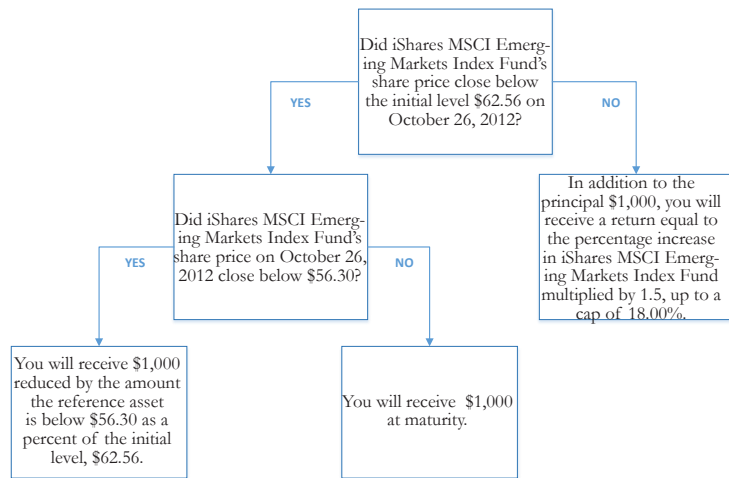 Did iShares MSCI Emerg-
ing Markets Index Fund's
share price close below
the initial level $62.56 on
October 26, 2012?
YES
NO
Did iShares MSCI Emerg-
ing Markets Index Fund's
share price on October 26,
2012 close below $56.30?
In addition to the
principal $1,000, you will
receive a return equal to
the percentage increase
in iShares MSCI Emerg-
ing Markets Index Fund
multiplied by 1.5, up to a
cap of 18.00%.
YES
NO
You will receive $1,000
reduced by the amount
the reference asset
is below $56.30 as a
percent of the initial
level, $62.56.
You will receive $1,000
at maturity.